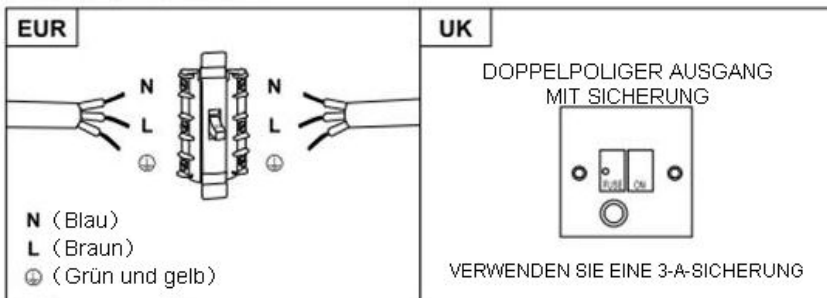 EUR
N
L
N
L
N (Blau)
L (Braun)
(Grün und gelb)
UK
DOPPELPOLIGER AUSGANG
MIT SICHERUNG
FUSE
ON
VERWENDEN SIE EINE 3-A-SICHERUNG